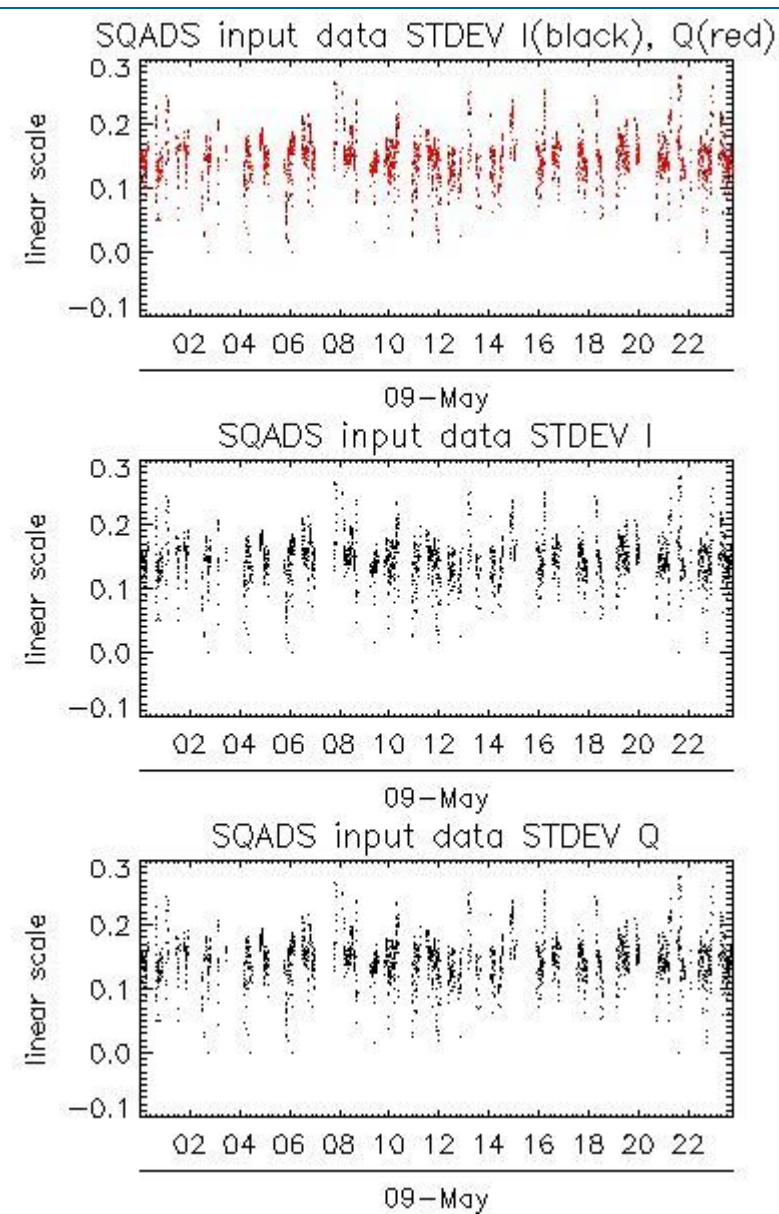 SQADS input data STDEV I(black), Q(red)
0.3
0.2
0.1
0.0
-0.1
linear scale
02 04 06 08 10 12 14 16 18 20 22
09-May
SQADS input data STDEV I
0.3
0.2
0.1
0.0
-0.1
linear scale
02 04 06 08 10 12 14 16 18 20 22
09-May
SQADS input data STDEV Q
0.3
0.2
0.1
0.0
-0.1
linear scale
02 04 06 08 10 12 14 16 18 20 22
09-May